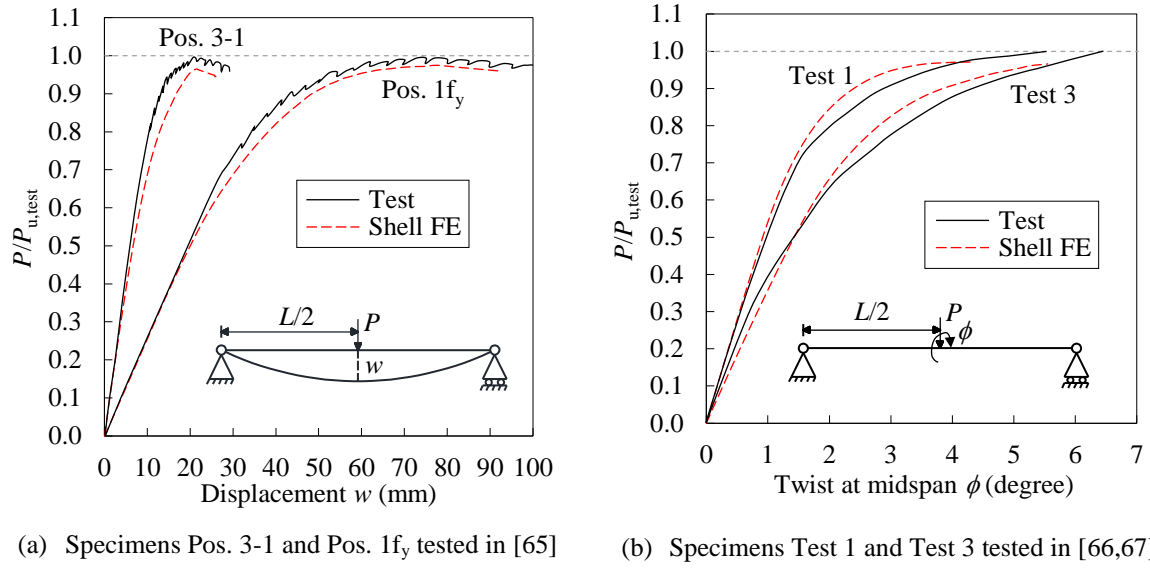 1.1
1.0
0.9
0.8
0.7
0.6
0.5
0.4
0.3
0.2
0.1
0.0
P/Pu,test
Pos. 3-1
Pos. 1fy
Test
Shell FE
L/2
P
w
0 10 20 30 40 50 60 70 80 90 100
Displacement w (mm)
(a) Specimens Pos. 3-1 and Pos. 1fy tested in [65]
1.1
1.0
0.9
0.8
0.7
0.6
0.5
0.4
0.3
0.2
0.1
0.0
P/Pu,test
Test 1
Test 3
Test
Shell FE
L/2
P
ϕ
0 1 2 3 4 5 6 7
Twist at midspan ϕ (degree)
(b) Specimens Test 1 and Test 3 tested in [66,67]